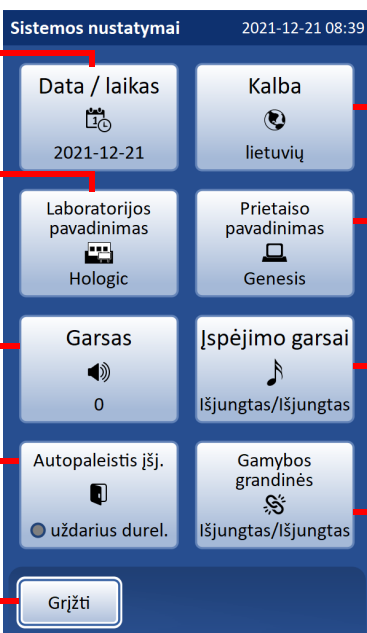 Sistemos nustatymai 2021-12-21 08:39
Data / laikas
2021-12-21
Kalba
lietuvių
Laboratorijos
pavadinimas
Hologic
Prietaiso
pavadinimas
Genesis
Garsas
0
Įspėjimo garsai
Išjungtas/Išjungtas
Autopaleistis įšj.
uždarius durel.
Gamybos
grandinės
Išjungtas/Išjungtas
Grįžti